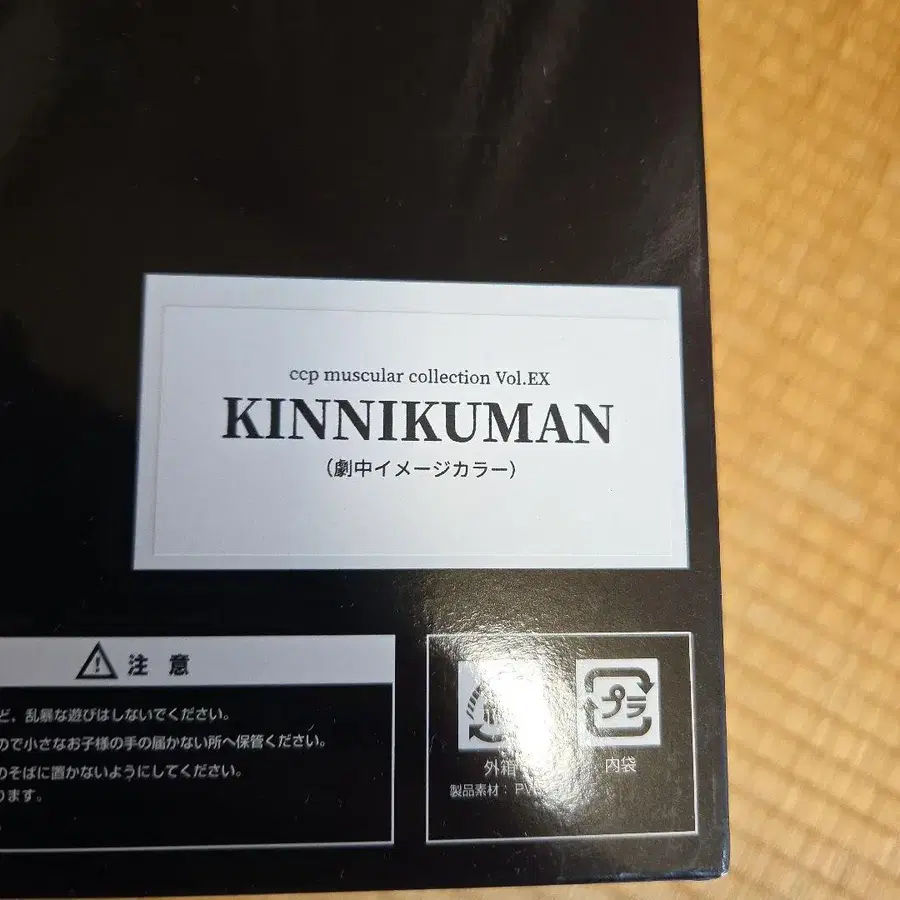 ccp muscular collection Vol.EX
KINNIKUMAN
（劇中イメージカラー）
注 意
ど、乱暴な遊びはしないでください。
ので小さなお子様の手の届かない所へ保管ください。
のそばに置かないようにしてください。
ります。
プラ
外箱
内袋
製品素材：